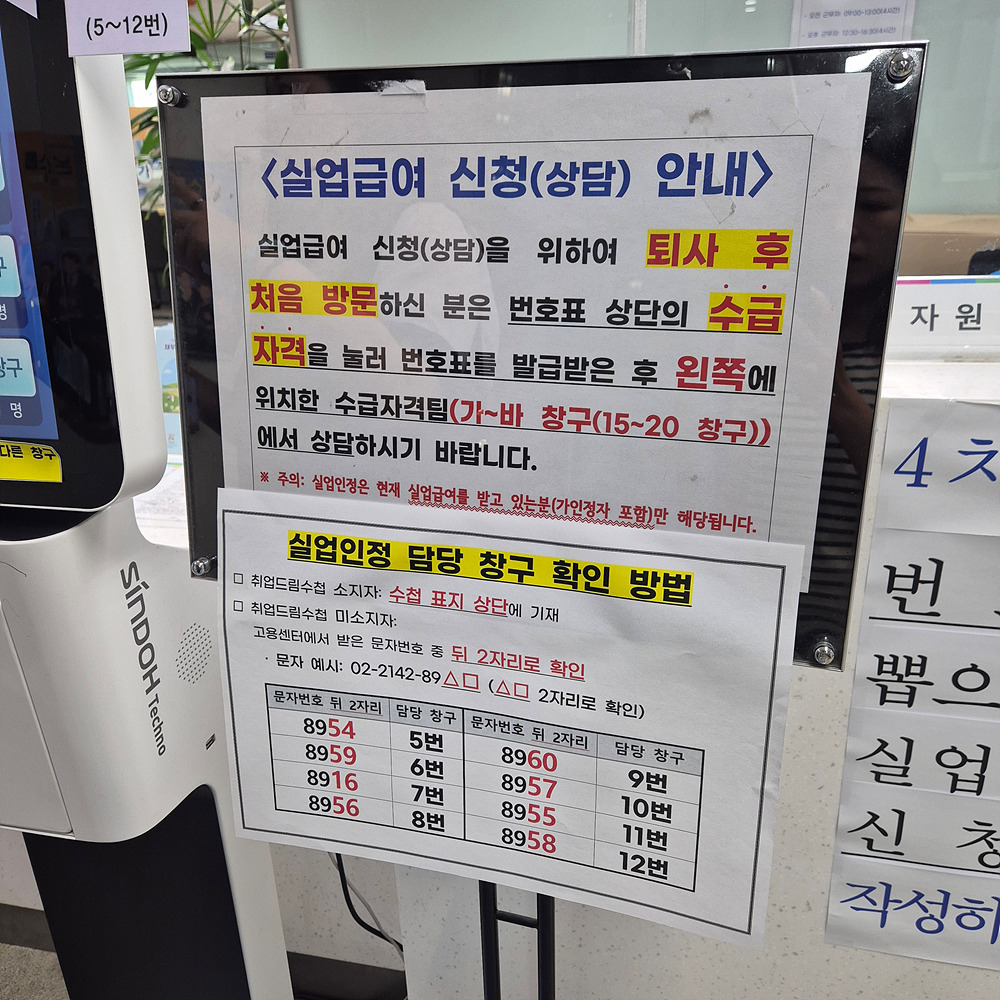 (5~12번)
<실업급여 신청(상담) 안내>
실업급여 신청(상담)을 위하여 퇴사 후
처음 방문하신 분은 번호표 상단의 수급
자격을 눌러 번호표를 발급받은 후 왼쪽에
위치한 수급자격팀(가~바 창구(15~20 창구))
에서 상담하시기 바랍니다.
※ 주의: 실업인정은 현재 실업급여를 받고 있는분(가인정자 포함)만 해당됩니다.
실업인정 담당 창구 확인 방법
□ 취업드림수첩 소지자: 수첩 표지 상단에 기재
□ 취업드림수첩 미소지자:
고용센터에서 받은 문자번호 중 뒤 2자리로 확인
· 문자 예시: 02-2142-89△□ (△□ 2자리로 확인)
문자번호 뒤 2자리 담당 창구 문자번호 뒤 2자리 담당 창구
8954 5번 8960 9번
8959 6번 8957 10번
8916 7번 8955 11번
8956 8번 8958 12번
다른 창구
명
SINDOH Techno
자원
4
번
뽑으
실업
신청
작성하